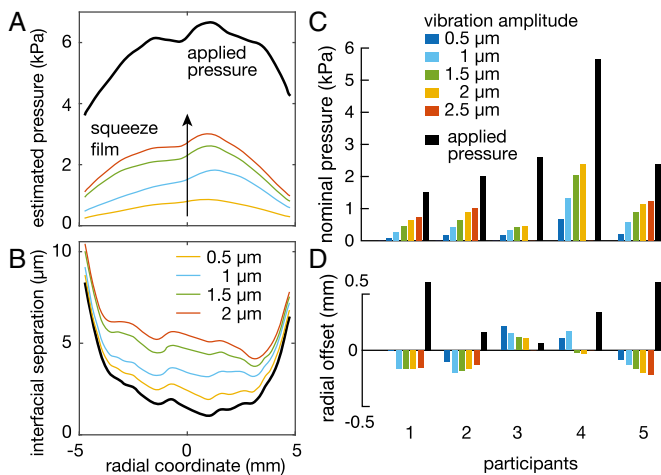 A
estimated pressure (kPa)
6
4
2
0
applied
pressure
squeeze
film
B
interfacial separation (μm)
10
5
0
0.5 μm
1 μm
1.5 μm
2 μm
-5
0
5
radial coordinate (mm)
C
nominal pressure (kPa)
6
5
4
3
2
1
0
vibration amplitude
0.5 μm
1 μm
1.5 μm
2 μm
2.5 μm
applied
pressure
D
radial offset (mm)
0.5
0
-0.5
1
2
3
4
5
participants